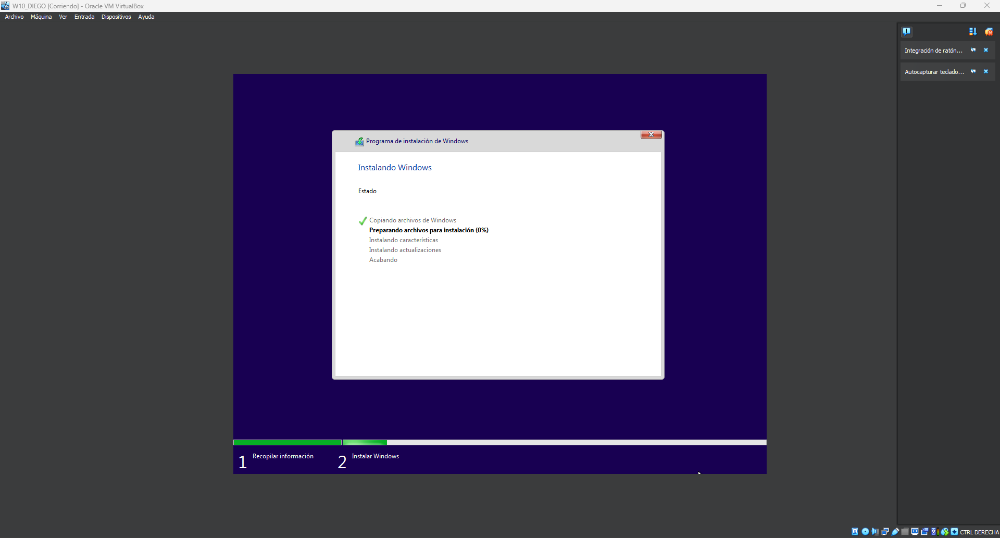 W10_DIEGO [Corriendo] - Oracle VM VirtualBox
Archivo Máquina Ver Entrada Dispositivos Ayuda
Integración de ratón...
Autocapturar teclado...
Programa de instalación de Windows
Instalando Windows
Estado
Copiando archivos de Windows
Preparando archivos para instalación (0%)
Instalando características
Instalando actualizaciones
Acabando
1 Recopilar información
2 Instalar Windows
CTRL DERECHA